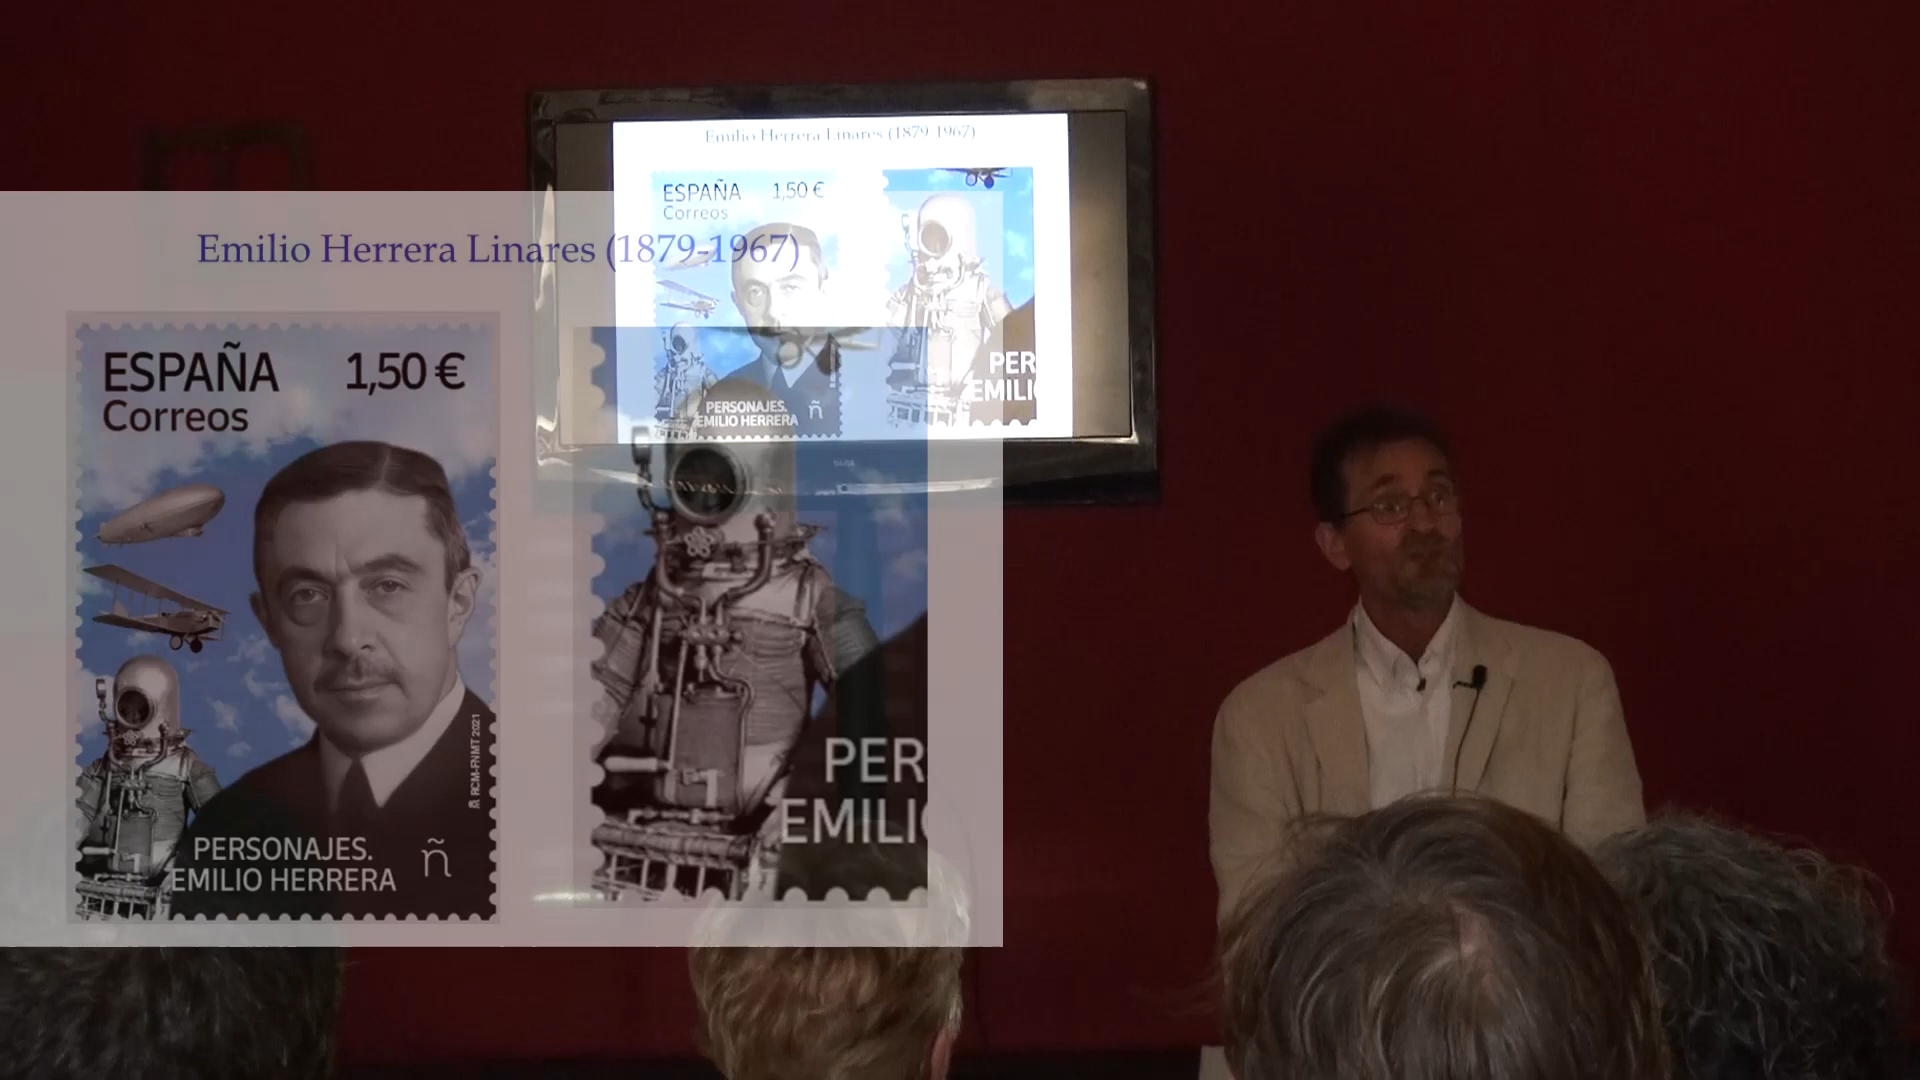 Emilio Herrera Linares (1879-1967)
ESPAÑA 1,50 €
Correos
PERSONAJES.
EMILIO HERRERA ñ
PER
EMILI
Emilio Herrera Linares (1879-1967)
ESPAÑA 1,50 €
Correos
RCM-FNMT 2021
PERSONAJES.
EMILIO HERRERA ñ
PER
EMILI